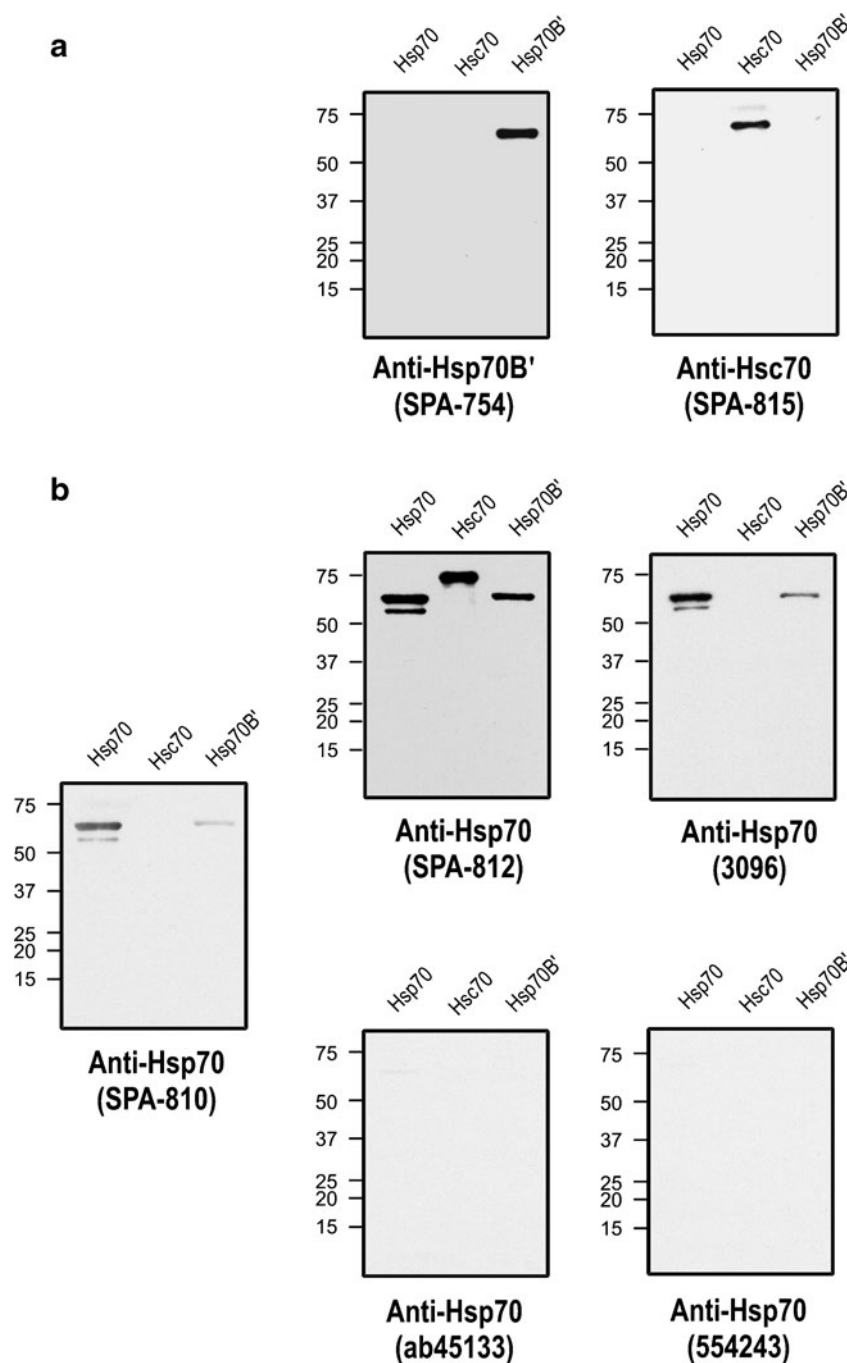 a
Hsp70 Hsc70 Hsp70B'
75
50
37
25
20
15
Anti-Hsp70B'
(SPA-754)
Hsp70 Hsc70 Hsp70B'
75
50
37
25
20
15
Anti-Hsc70
(SPA-815)
b
Hsp70 Hsc70 Hsp70B'
75
50
37
25
20
15
Anti-Hsp70
(SPA-810)
Hsp70 Hsc70 Hsp70B'
75
50
37
25
20
15
Anti-Hsp70
(SPA-812)
Hsp70 Hsc70 Hsp70B'
75
50
37
25
20
15
Anti-Hsp70
(3096)
Hsp70 Hsc70 Hsp70B'
75
50
37
25
20
15
Anti-Hsp70
(ab45133)
Hsp70 Hsc70 Hsp70B'
75
50
37
25
20
15
Anti-Hsp70
(554243)